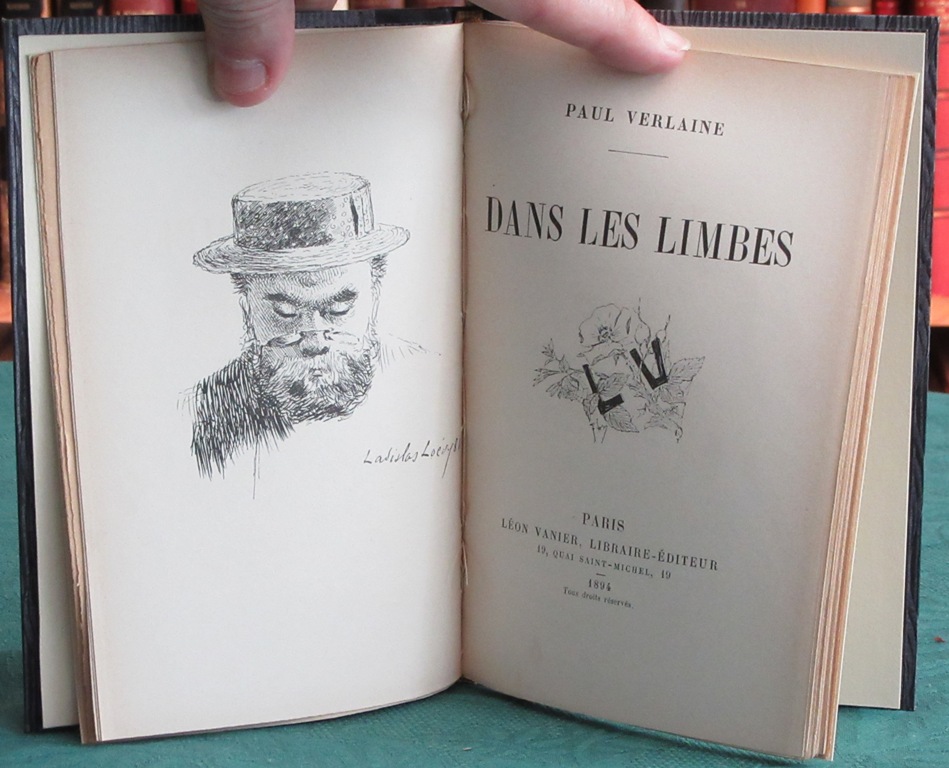 Ladislas Loévy
PAUL VERLAINE
DANS LES LIMBES
LV
PARIS
LÉON VANIER, LIBRAIRE-ÉDITEUR
19, QUAI SAINT-MICHEL, 19
1894
Tous droits réservés.